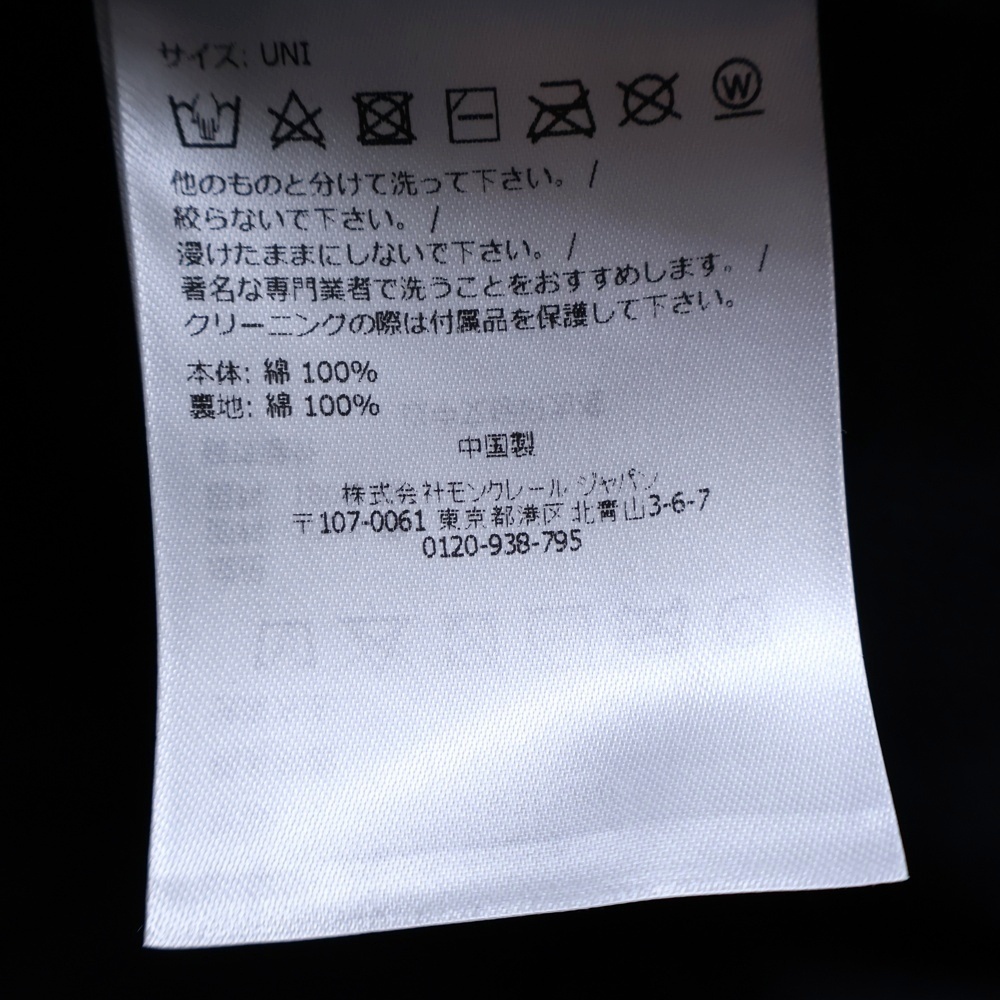 サイズ: UNI
W
他のものと分けて洗って下さい。 /
絞らないで下さい。 /
浸けたままにしないで下さい。 /
著名な専門業者で洗うことをおすすめします。 /
クリーニングの際は付属品を保護して下さい。
本体: 綿 100%
裏地: 綿 100%
中国製
株式会社モンクレール ジャパン
〒107-0061 東京都港区北青山3-6-7
0120-938-795